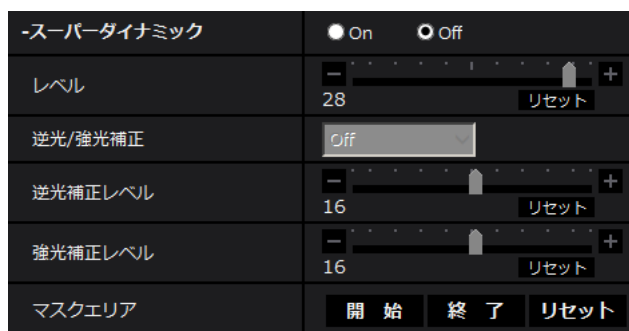 -スーパーダイナミック On Off
レベル
28 リセット
逆光/強光補正 Off
逆光補正レベル
16 リセット
強光補正レベル
16 リセット
マスクエリア 開 始 終 了 リセット